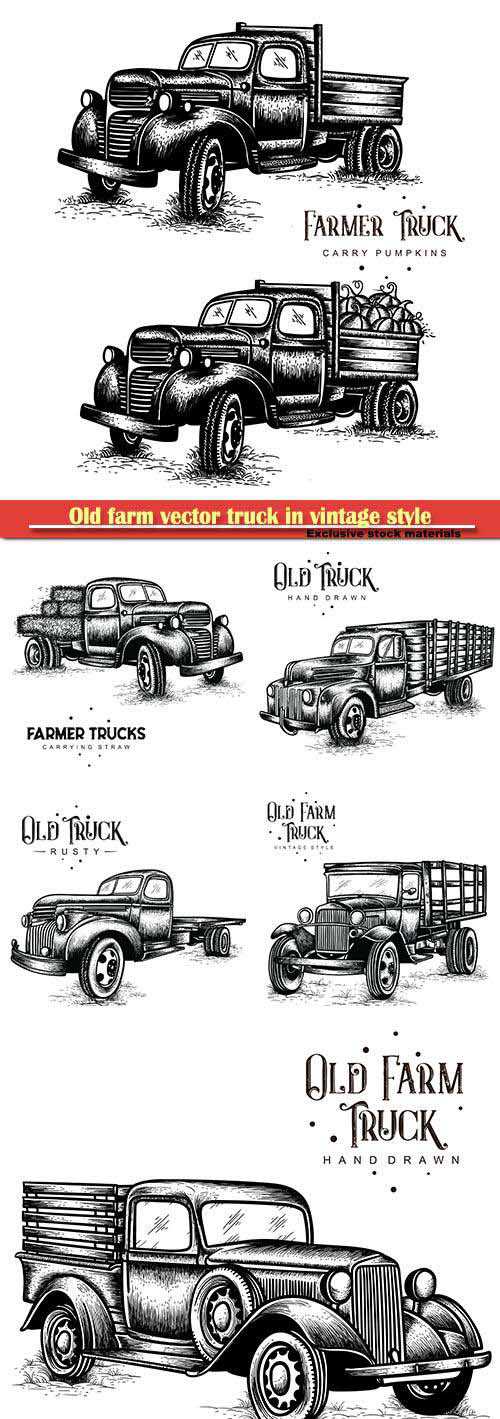 FARMER TRUCK
CARRY PUMPKINS
Old farm vector truck in vintage style
Exclusive stock materials
OLD TRUCK
HAND DRAWN
FARMER TRUCKS
CARRYING STRAW
OLD TRUCK
RUSTY
OLD FARM
TRUCK
VINTAGE STYLE
OLD FARM
TRUCK
HAND DRAWN